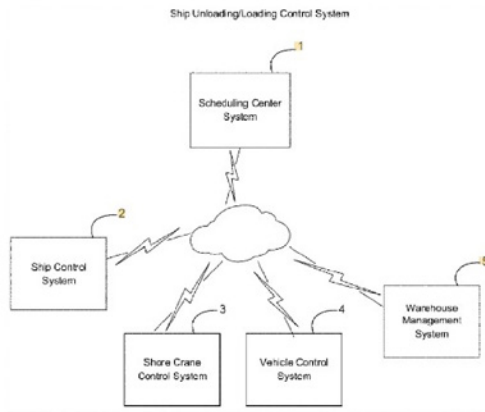 Ship Unloading/Loading Control System
1
Scheduling Center
System
2
Ship Control
System
3
Shore Crane
Control System
4
Vehicle Control
System
5
Warehouse
Management
System